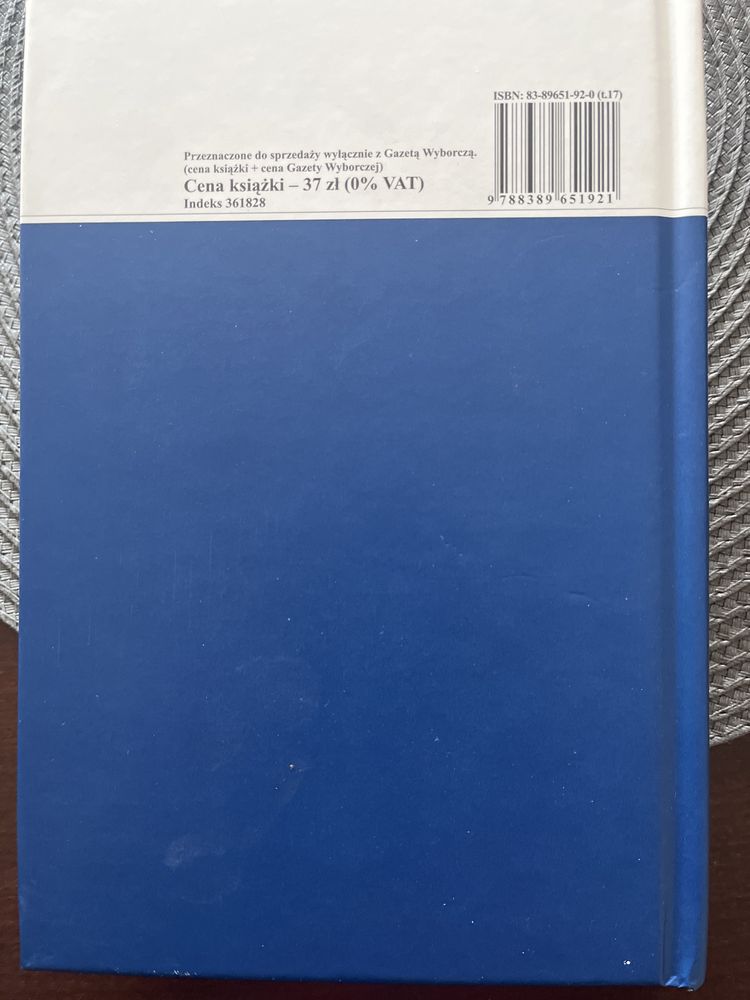 ISBN: 83-89651-92-0 (t.17)
Przeznaczone do sprzedaży wyłącznie z Gazetą Wyborczą.
(cena książki + cena Gazety Wyborczej)
Cena książki – 37 zł (0% VAT)
Indeks 361828
9 788389 651921